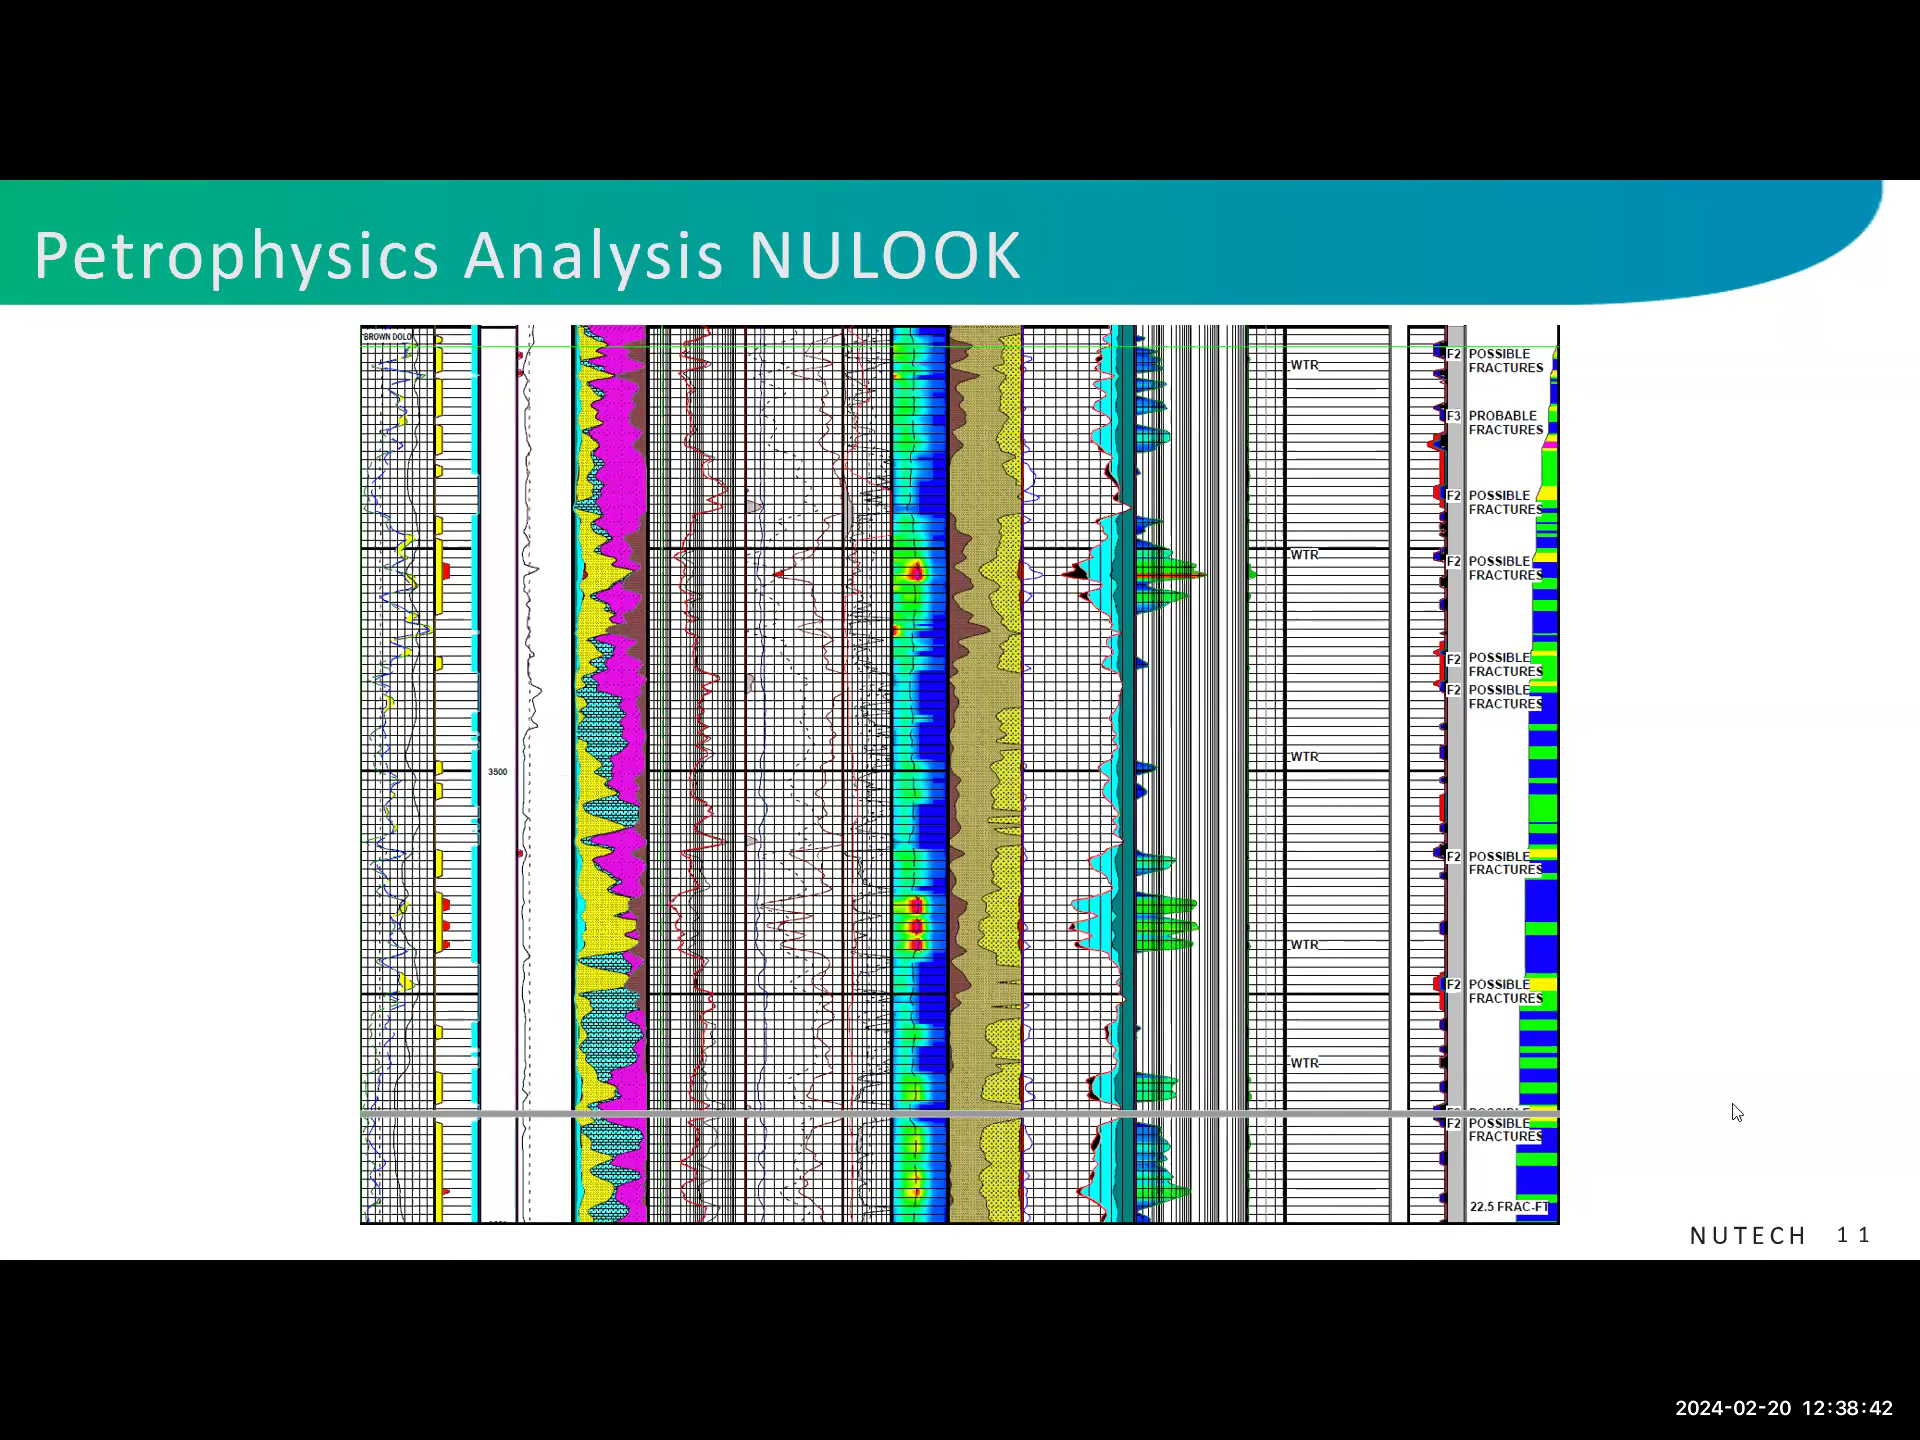 Petrophysics Analysis NULOOK
BROWN DOLO
F2 POSSIBLE
FRACTURES
WTR
F3 PROBABLE
FRACTURES
F2 POSSIBLE
FRACTURES
WTR
F2 POSSIBLE
FRACTURES
F2 POSSIBLE
FRACTURES
F2 POSSIBLE
FRACTURES
WTR
3500
F2 POSSIBLE
FRACTURES
WTR
F2 POSSIBLE
FRACTURES
WTR
F2 POSSIBLE
FRACTURES
22.5 FRAC-FT
NUTECH 11
2024-02-20 12:38:42